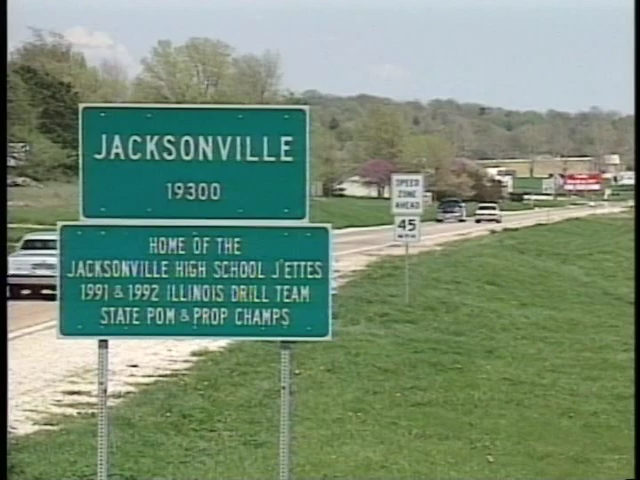 JACKSONVILLE
19300
HOME OF THE
JACKSONVILLE HIGH SCHOOL J'ETTES
1991 & 1992 ILLINOIS DRILL TEAM
STATE POM & PROP CHAMPS
SPEED
ZONE
AHEAD
45
MPH